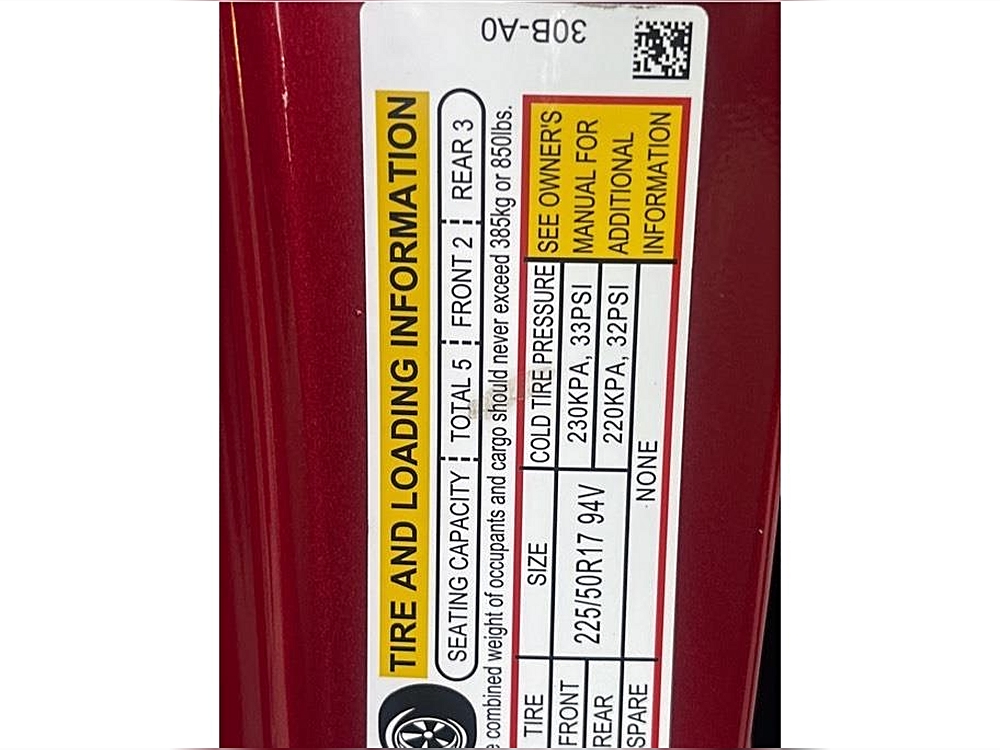 30B-A0
TIRE AND LOADING INFORMATION
SEATING CAPACITY TOTAL 5 FRONT 2 REAR 3
combined weight of occupants and cargo should never exceed 385kg or 850lbs.
TIRE SIZE COLD TIRE PRESSURE
FRONT 225/50R17 94V 230KPA, 33PSI
REAR 220KPA, 32PSI
SPARE NONE
SEE OWNER'S
MANUAL FOR
ADDITIONAL
INFORMATION